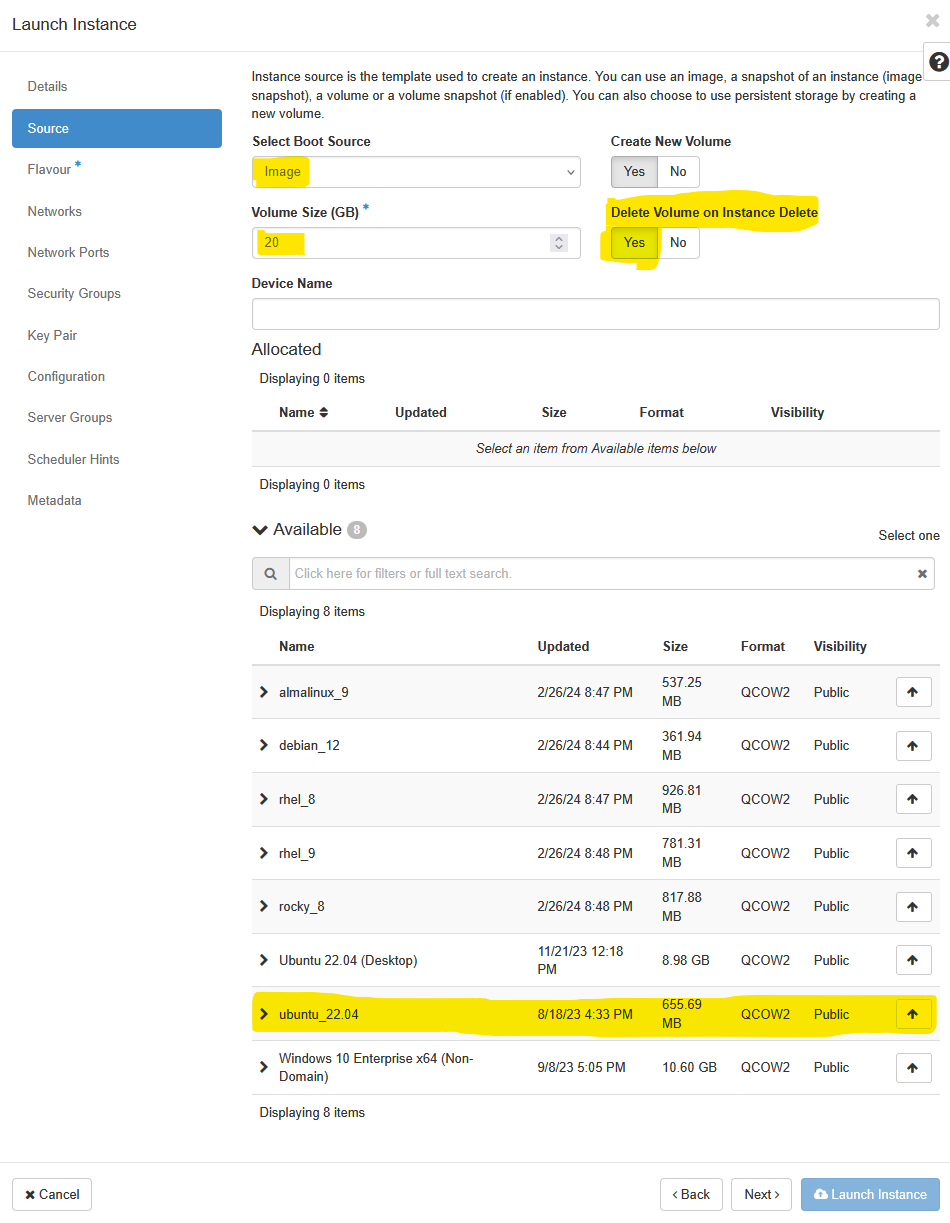 Launch Instance
Details
Source
Flavour *
Networks
Network Ports
Security Groups
Key Pair
Configuration
Server Groups
Scheduler Hints
Metadata
Instance source is the template used to create an instance. You can use an image, a snapshot of an instance (image
snapshot), a volume or a volume snapshot (if enabled). You can also choose to use persistent storage by creating a
new volume.
Select Boot Source
Image
Create New Volume
Yes No
Volume Size (GB) *
20
Delete Volume on Instance Delete
Yes No
Device Name
Allocated
Displaying 0 items
Name Updated Size Format Visibility
Select an item from Available items below
Displaying 0 items
Available 8
Select one
Click here for filters or full text search.
Displaying 8 items
Name Updated Size Format Visibility
almalinux_9 2/26/24 8:47 PM 537.25 MB QCOW2 Public
debian_12 2/26/24 8:44 PM 361.94 MB QCOW2 Public
rhel_8 2/26/24 8:47 PM 926.81 MB QCOW2 Public
rhel_9 2/26/24 8:48 PM 781.31 MB QCOW2 Public
rocky_8 2/26/24 8:48 PM 817.88 MB QCOW2 Public
Ubuntu 22.04 (Desktop) 11/21/23 12:18 PM 8.98 GB QCOW2 Public
ubuntu_22.04 8/18/23 4:33 PM 655.69 MB QCOW2 Public
Windows 10 Enterprise x64 (Non-Domain) 9/8/23 5:05 PM 10.60 GB QCOW2 Public
Displaying 8 items
Cancel
Back
Next
Launch Instance